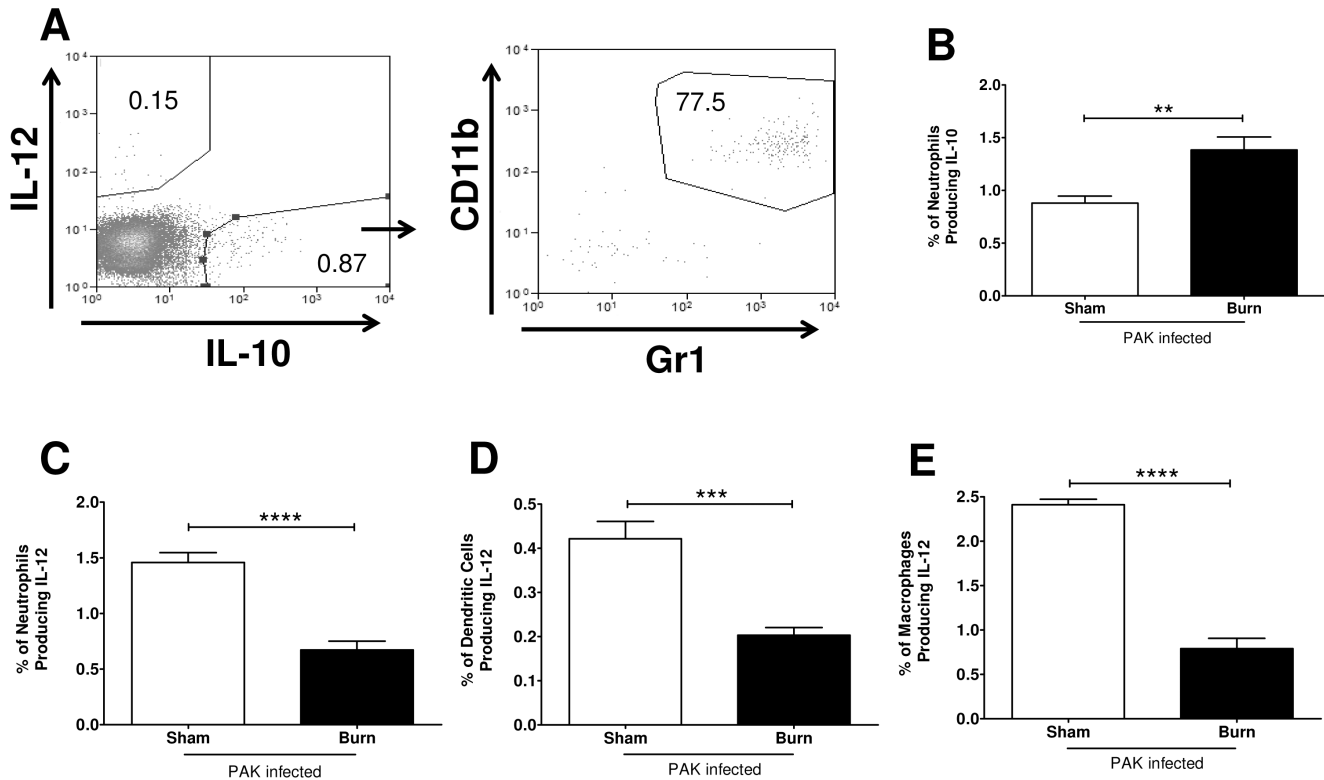 A
IL-12
10⁴
10³
10²
10¹
10⁰
0.15
0.87
10⁰ 10¹ 10² 10³ 10⁴
IL-10
CD11b
10⁴
10³
10²
10¹
10⁰
77.5
10⁰ 10¹ 10² 10³ 10⁴
Gr1
B
% of Neutrophils
Producing IL-10
2.0
1.5
1.0
0.5
0.0
**
Sham Burn
PAK infected
C
% of Neutrophils
Producing IL-12
2.0
1.5
1.0
0.5
0.0
****
Sham Burn
PAK infected
D
% of Dendritic Cells
Producing IL-12
0.5
0.4
0.3
0.2
0.1
0.0
***
Sham Burn
PAK infected
E
% of Macrophages
Producing IL-12
2.5
2.0
1.5
1.0
0.5
0.0
****
Sham Burn
PAK infected